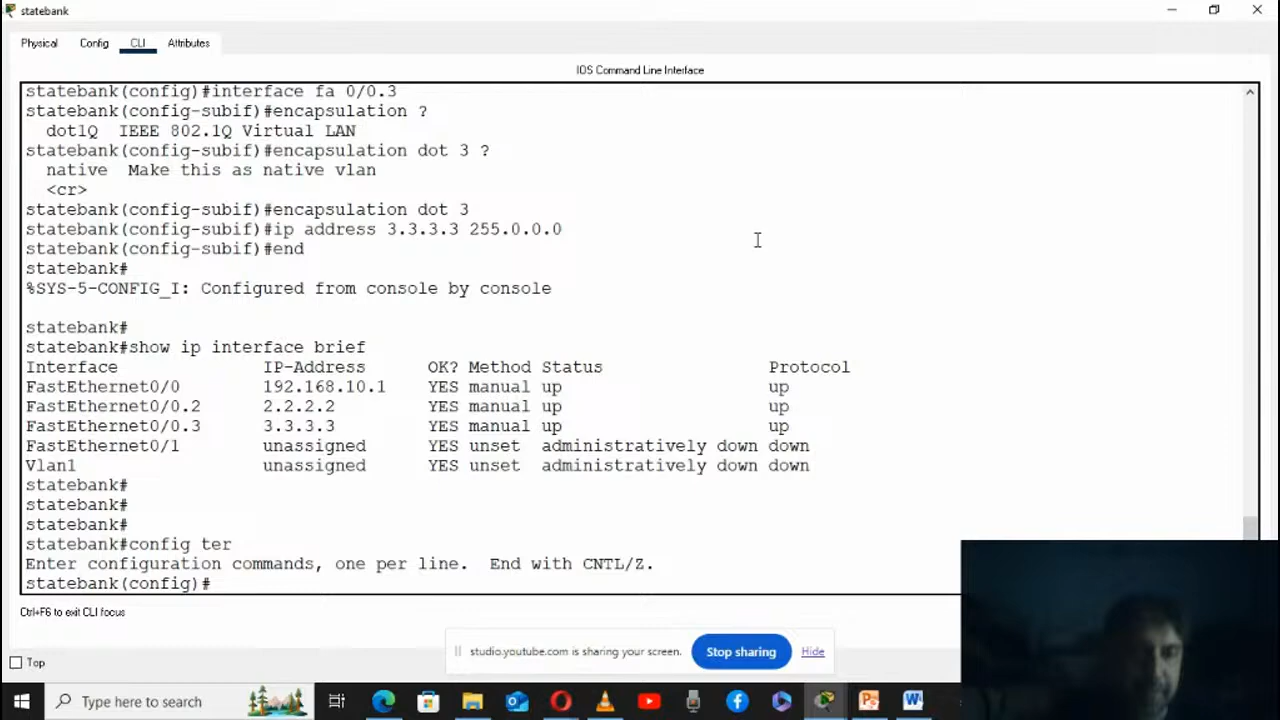 statebank
Physical Config CLI Attributes
IOS Command Line Interface
statebank(config)#interface fa 0/0.3
statebank(config-subif)#encapsulation ?
dot1Q IEEE 802.1Q Virtual LAN
statebank(config-subif)#encapsulation dot 3 ?
native Make this as native vlan
<cr>
statebank(config-subif)#encapsulation dot 3
statebank(config-subif)#ip address 3.3.3.3 255.0.0.0
statebank(config-subif)#end
statebank#
%SYS-5-CONFIG_I: Configured from console by console
statebank#
statebank#show ip interface brief
Interface IP-Address OK? Method Status Protocol
FastEthernet0/0 192.168.10.1 YES manual up up
FastEthernet0/0.2 2.2.2.2 YES manual up up
FastEthernet0/0.3 3.3.3.3 YES manual up up
FastEthernet0/1 unassigned YES unset administratively down down
Vlan1 unassigned YES unset administratively down down
statebank#
statebank#
statebank#
statebank#config ter
Enter configuration commands, one per line. End with CNTL/Z.
statebank(config)#
Ctrl+F6 to exit CLI focus
studio.youtube.com is sharing your screen. Stop sharing Hide
Top
Type here to search